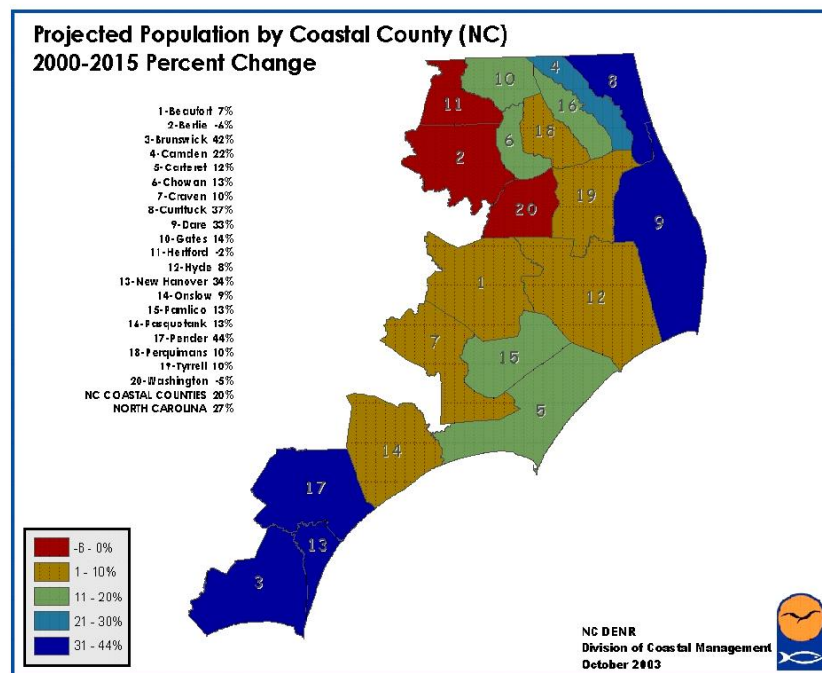 Projected Population by Coastal County (NC)
2000-2015 Percent Change
1-Beaufort 7%
2-Bertie -6%
3-Brunswick 42%
4-Camden 22%
5-Carteret 12%
6-Chowan 13%
7-Craven 10%
8-Currituck 37%
9-Dare 33%
10-Gates 14%
11-Hertford -2%
12-Hyde 8%
13-New Hanover 34%
14-Onslow 9%
15-Pamlico 13%
16-Pasquotank 13%
17-Pender 44%
18-Perquimans 10%
19-Tyrrell 10%
20-Washington -5%
NC COASTAL COUNTIES 20%
NORTH CAROLINA 27%
4
8
10
11
16
18
6
2
19
20
9
1
12
7
15
5
14
17
13
3
-6 - 0%
1 - 10%
11 - 20%
21 - 30%
31 - 44%
NC DENR
Division of Coastal Management
October 2003